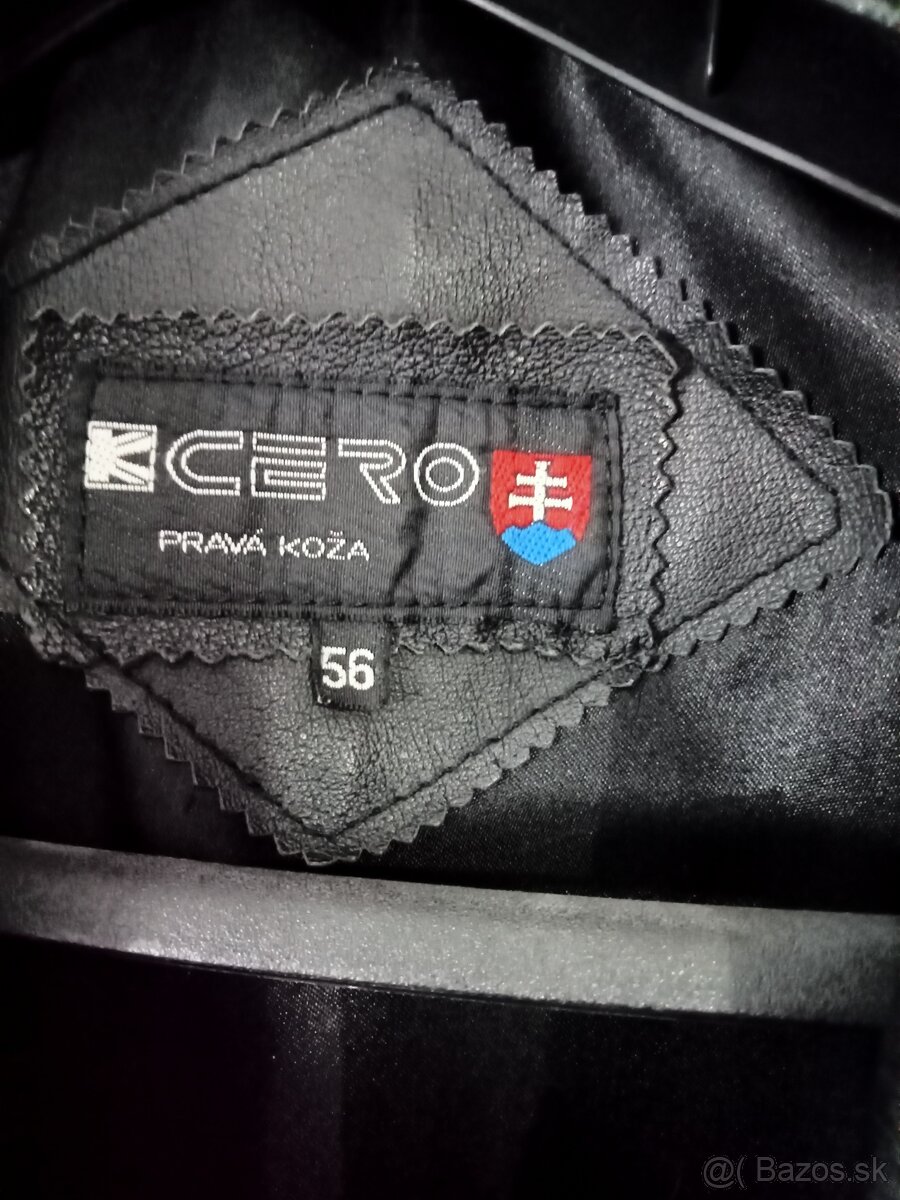 CERO
PRAVÁ KOŽA
56
@( Bazos.sk